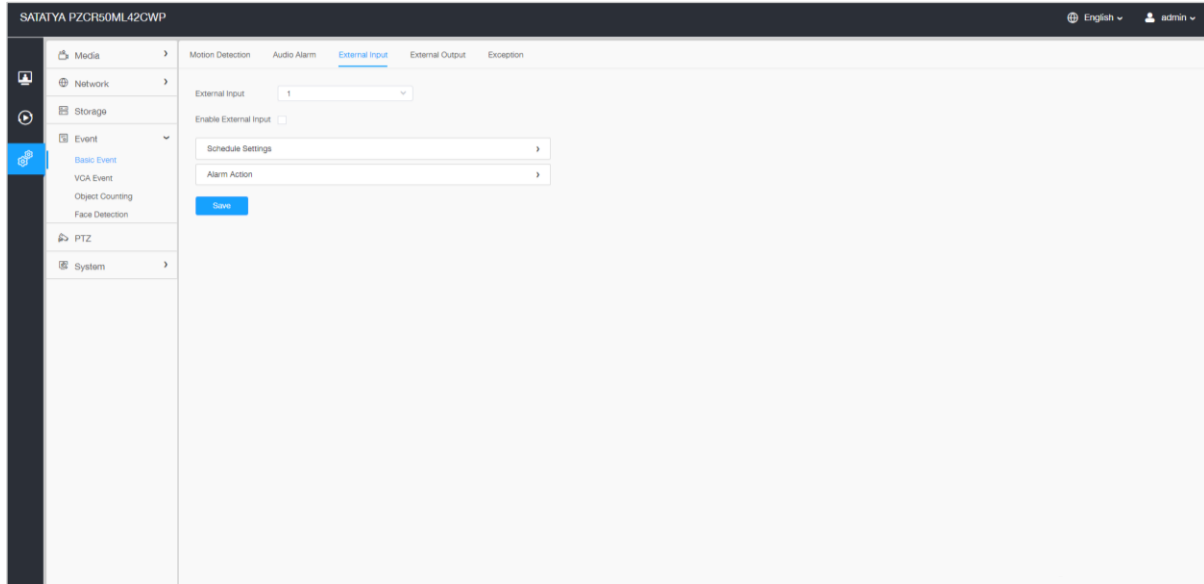 SATATYA PZCR50ML42CWP
English
admin
Media
Network
Storage
Event
Basic Event
VCA Event
Object Counting
Face Detection
PTZ
System
Motion Detection Audio Alarm External Input External Output Exception
External Input 1
Enable External Input
Schedule Settings
Alarm Action
Save